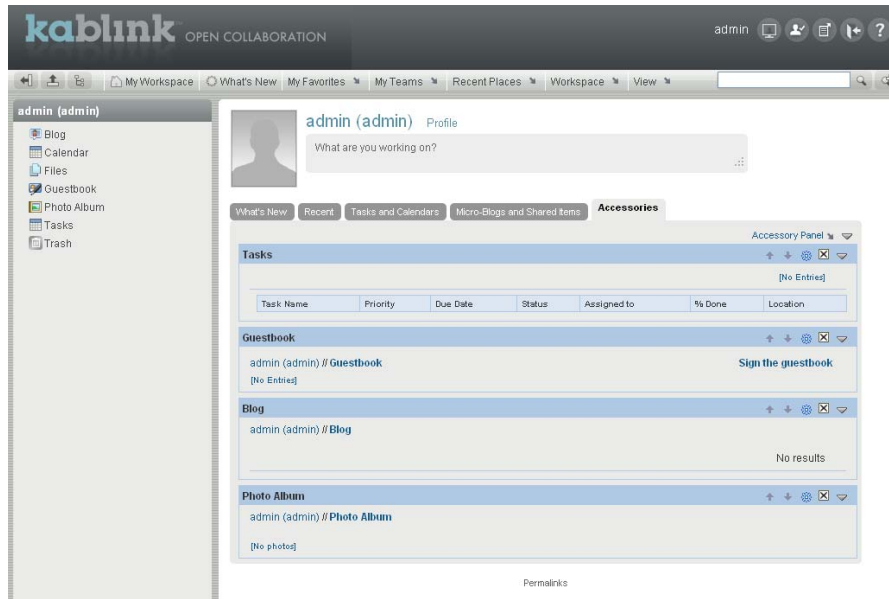 kablink OPEN COLLABORATION
admin
My Workspace What's New My Favorites My Teams Recent Places Workspace View
admin (admin)
Blog
Calendar
Files
Guestbook
Photo Album
Tasks
Trash
admin (admin) Profile
What are you working on?
What's New Recent Tasks and Calendars Micro-Blogs and Shared Items Accessories
Accessory Panel
Tasks
[No Entries]
Task Name Priority Due Date Status Assigned to % Done Location
Guestbook
admin (admin) // Guestbook Sign the guestbook
[No Entries]
Blog
admin (admin) // Blog
No results
Photo Album
admin (admin) // Photo Album
[No photos]
Permalinks